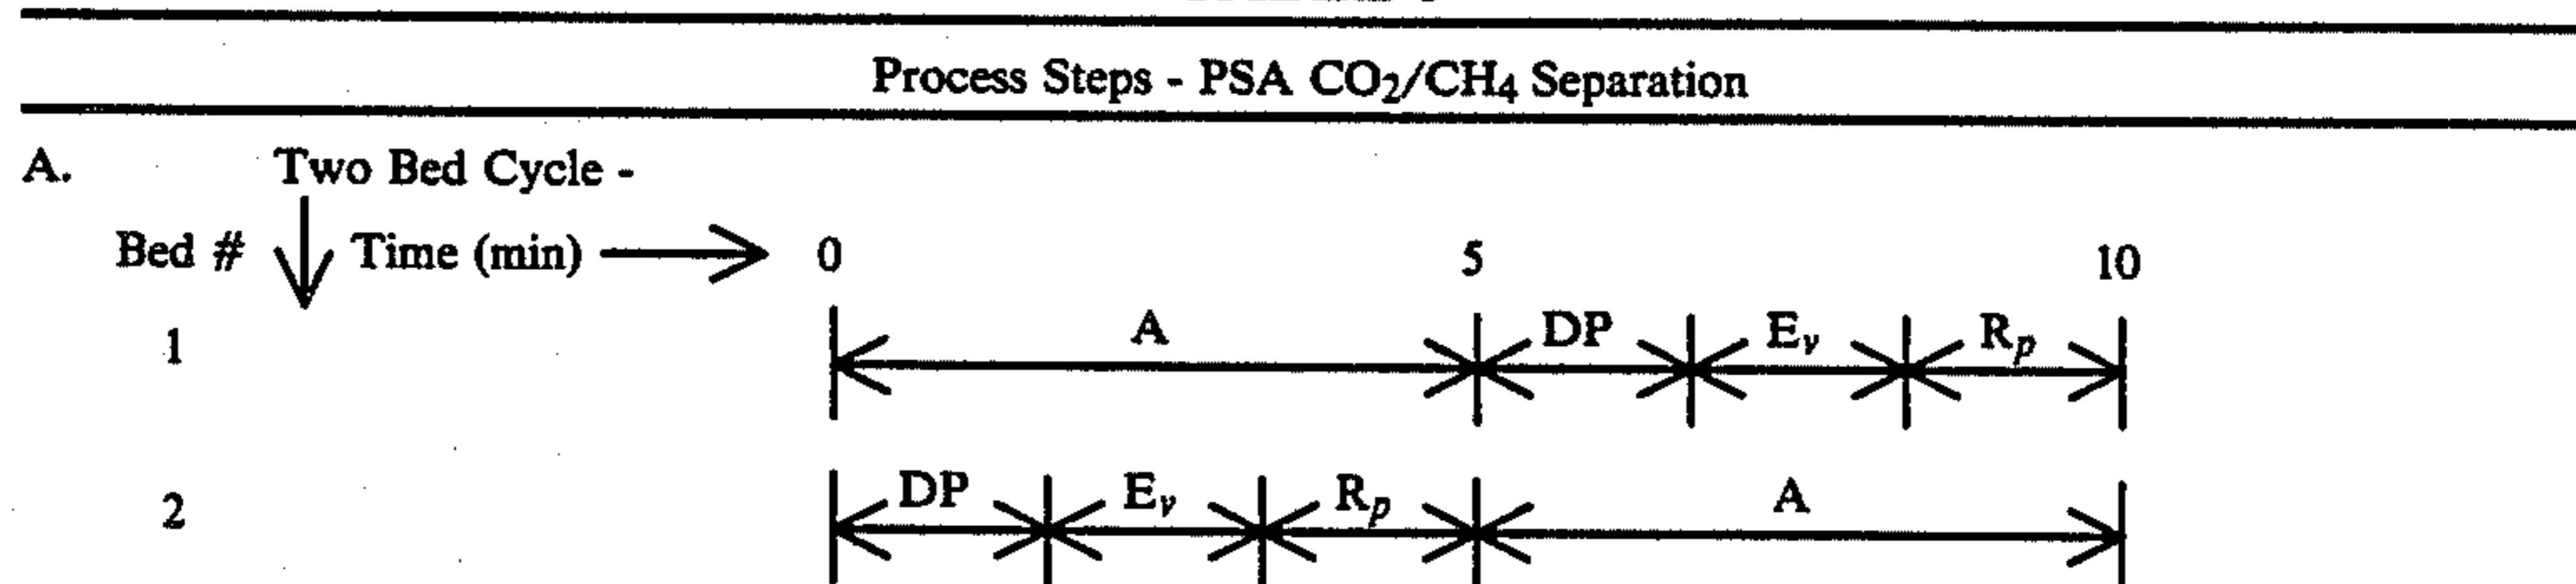 Process Steps - PSA CO2/CH4 Separation
A. Two Bed Cycle -
Bed # Time (min) 0 5 10
1 A DP Ev Rp
2 DP Ev Rp A